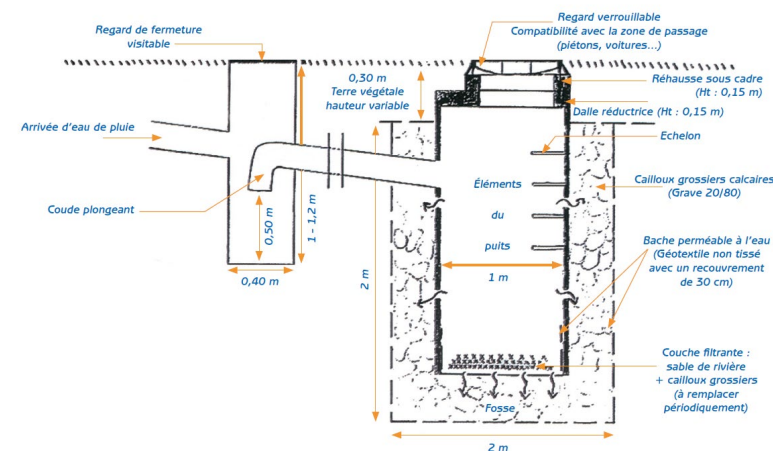 Regard de fermeture
visitable
Regard verrouillable
Compatibilité avec la zone de passage
(piétons, voitures...)
0,30 m
Terre végétale
hauteur variable
Réhausse sous cadre
(Ht : 0,15 m)
Dalle réductrice (Ht : 0,15 m)
Arrivée d'eau de pluie
Echelon
Coude plongeant
Éléments
du
puits
Cailloux grossiers calcaires
(Grave 20/80)
0,50 m
1 - 1,2 m
0,40 m
2 m
1 m
Bache perméable à l'eau
(Géotextile non tissé
avec un recouvrement
de 30 cm)
Couche filtrante :
sable de rivière
+ cailloux grossiers
(à remplacer
périodiquement)
Fosse
2 m